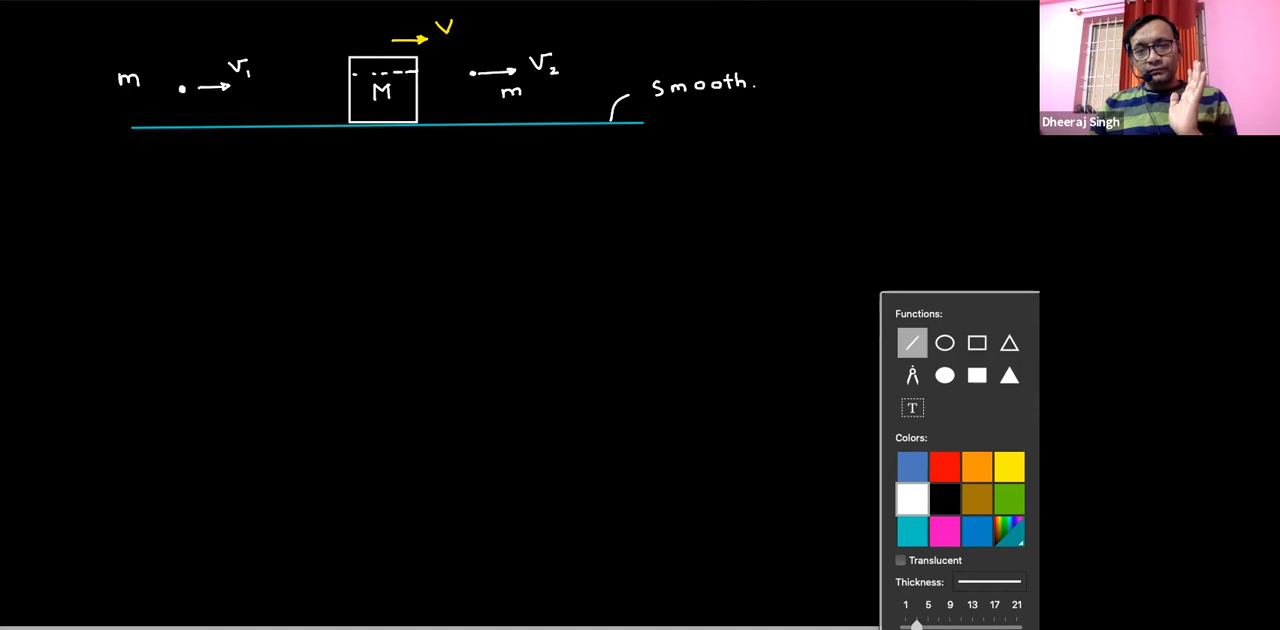 V
m
V₁
M
V₂
m
smooth.
Dheeraj Singh
Functions:
T
Colors:
Translucent
Thickness:
1 5 9 13 17 21